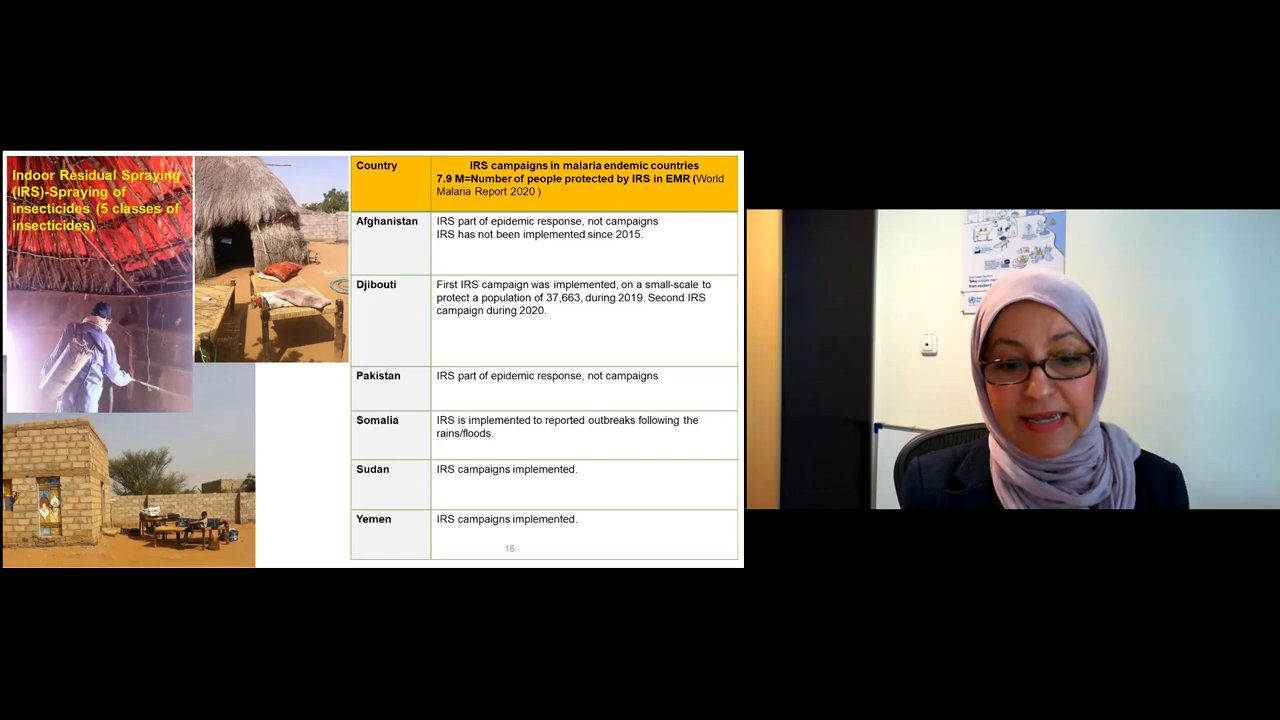 Indoor Residual Spraying
(IRS)-Spraying of
insecticides (5 classes of
insecticides)
Country
IRS campaigns in malaria endemic countries
7.9 M=Number of people protected by IRS in EMR (World
Malaria Report 2020 )
Afghanistan
IRS part of epidemic response, not campaigns
IRS has not been implemented since 2015.
Djibouti
First IRS campaign was implemented, on a small-scale to
protect a population of 37,663, during 2019. Second IRS
campaign during 2020.
Pakistan
IRS part of epidemic response, not campaigns
Somalia
IRS is implemented to reported outbreaks following the
rains/floods.
Sudan
IRS campaigns implemented.
Yemen
IRS campaigns implemented.
16